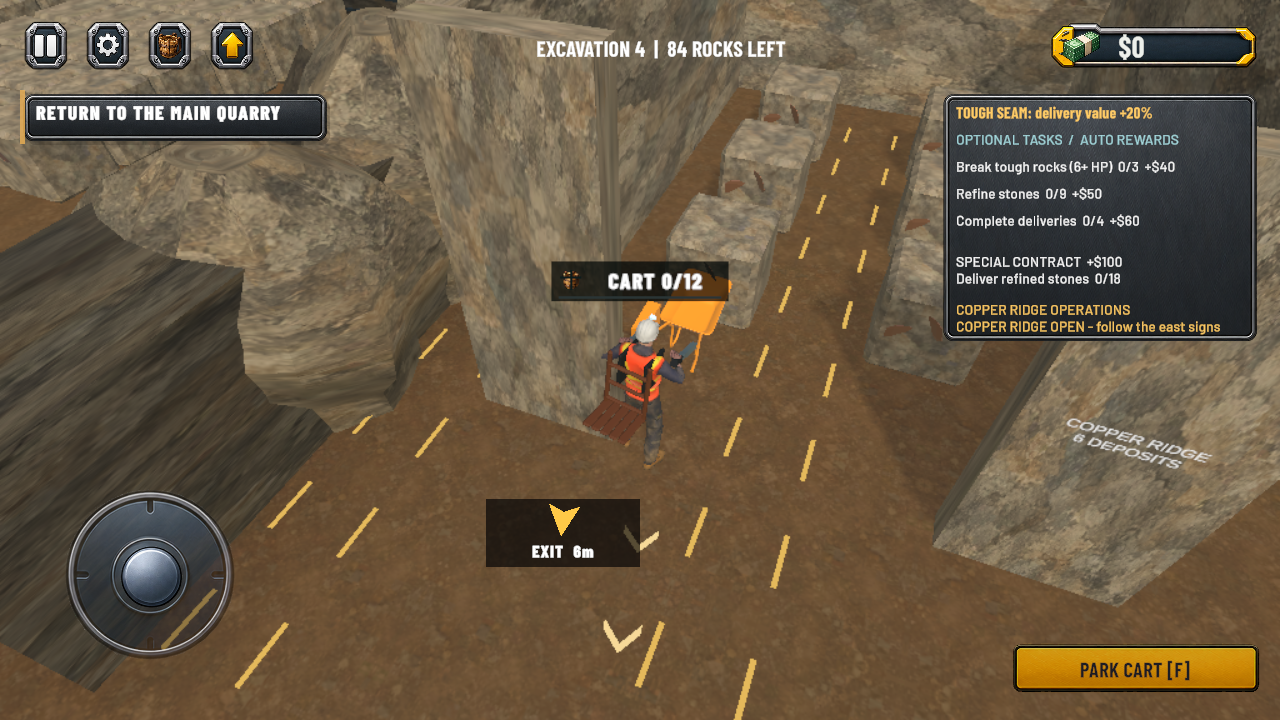 EXCAVATION 4 | 84 ROCKS LEFT
$0
RETURN TO THE MAIN QUARRY
TOUGH SEAM: delivery value +20%
OPTIONAL TASKS / AUTO REWARDS
Break tough rocks (6+ HP) 0/3 +$40
Refine stones 0/9 +$50
Complete deliveries 0/4 +$60
SPECIAL CONTRACT +$100
Deliver refined stones 0/18
COPPER RIDGE OPERATIONS
COPPER RIDGE OPEN - follow the east signs
CART 0/12
COPPER RIDGE
6 DEPOSITS
EXIT 6m
PARK CART [F]